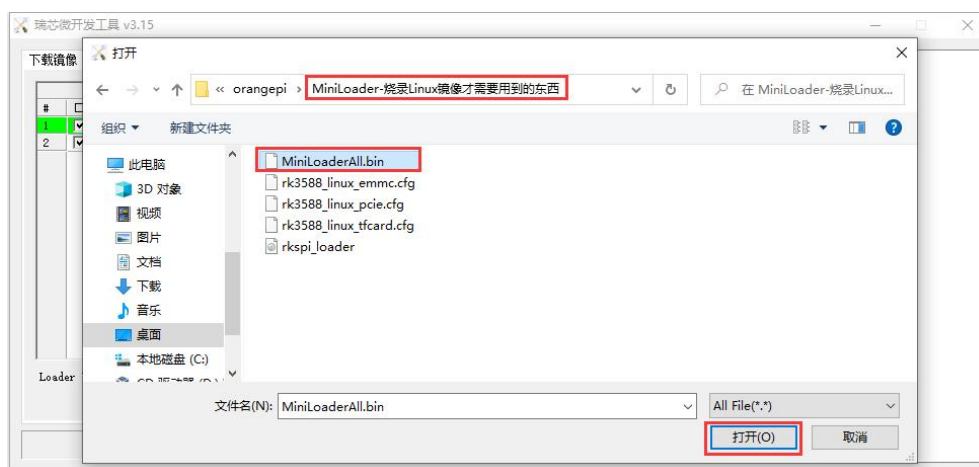 瑞芯微开发工具 v3.15
下载镜像
打开
« orangepi › MiniLoader-烧录Linux镜像才需要用到的东西
在 MiniLoader-烧录Linux...
组织
新建文件夹
#
1
2
此电脑
3D 对象
视频
图片
文档
下载
音乐
桌面
本地磁盘 (C:)
MiniLoaderAll.bin
rk3588_linux_emmc.cfg
rk3588_linux_pcie.cfg
rk3588_linux_tfcard.cfg
rkspi_loader
Loader
文件名(N): MiniLoaderAll.bin
All File(*.*)
打开(O)
取消